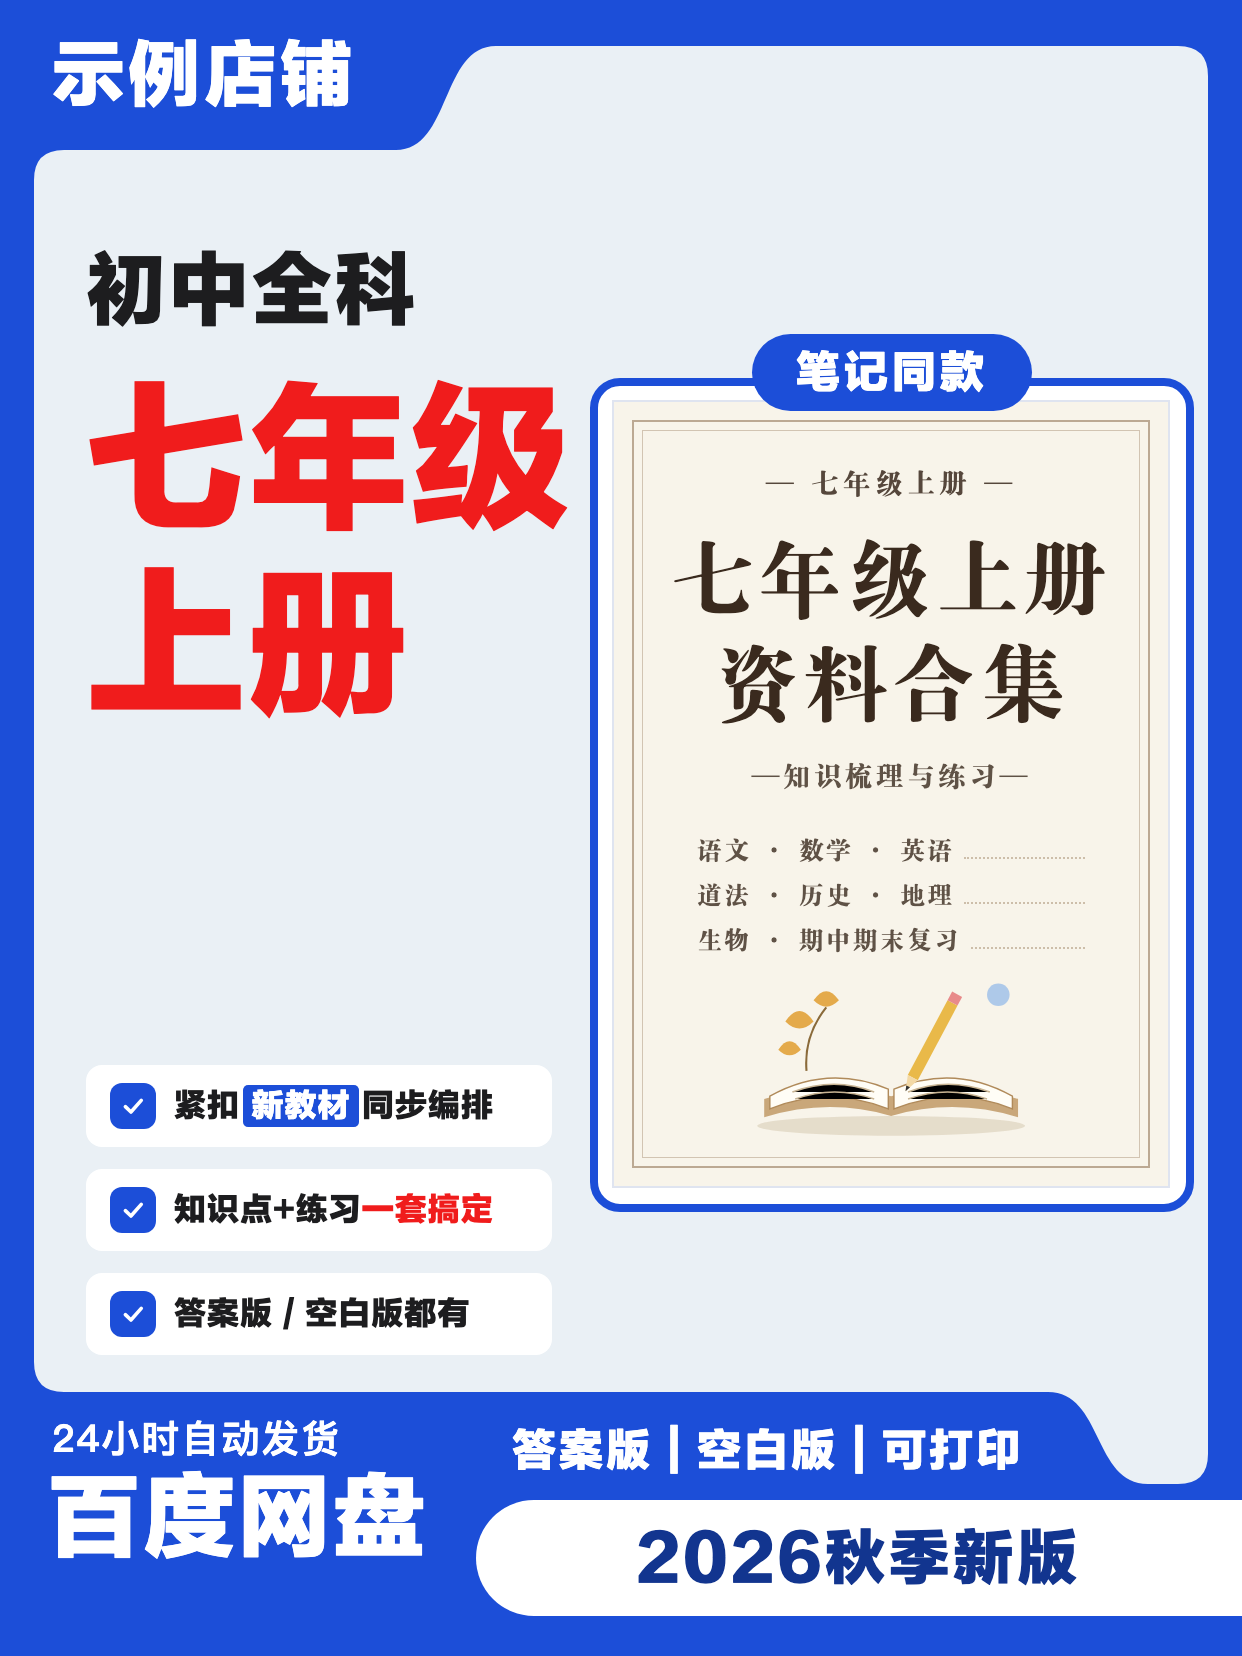 示例店铺
初中全科
七年级
上册
笔记同款
— 七年级上册 —
七年级上册
资料合集
—知识梳理与练习—
语文 · 数学 · 英语
道法 · 历史 · 地理
生物 · 期中期末复习
紧扣新教材同步编排
知识点+练习一套搞定
答案版 / 空白版都有
24小时自动发货
百度网盘
答案版 | 空白版 | 可打印
2026秋季新版